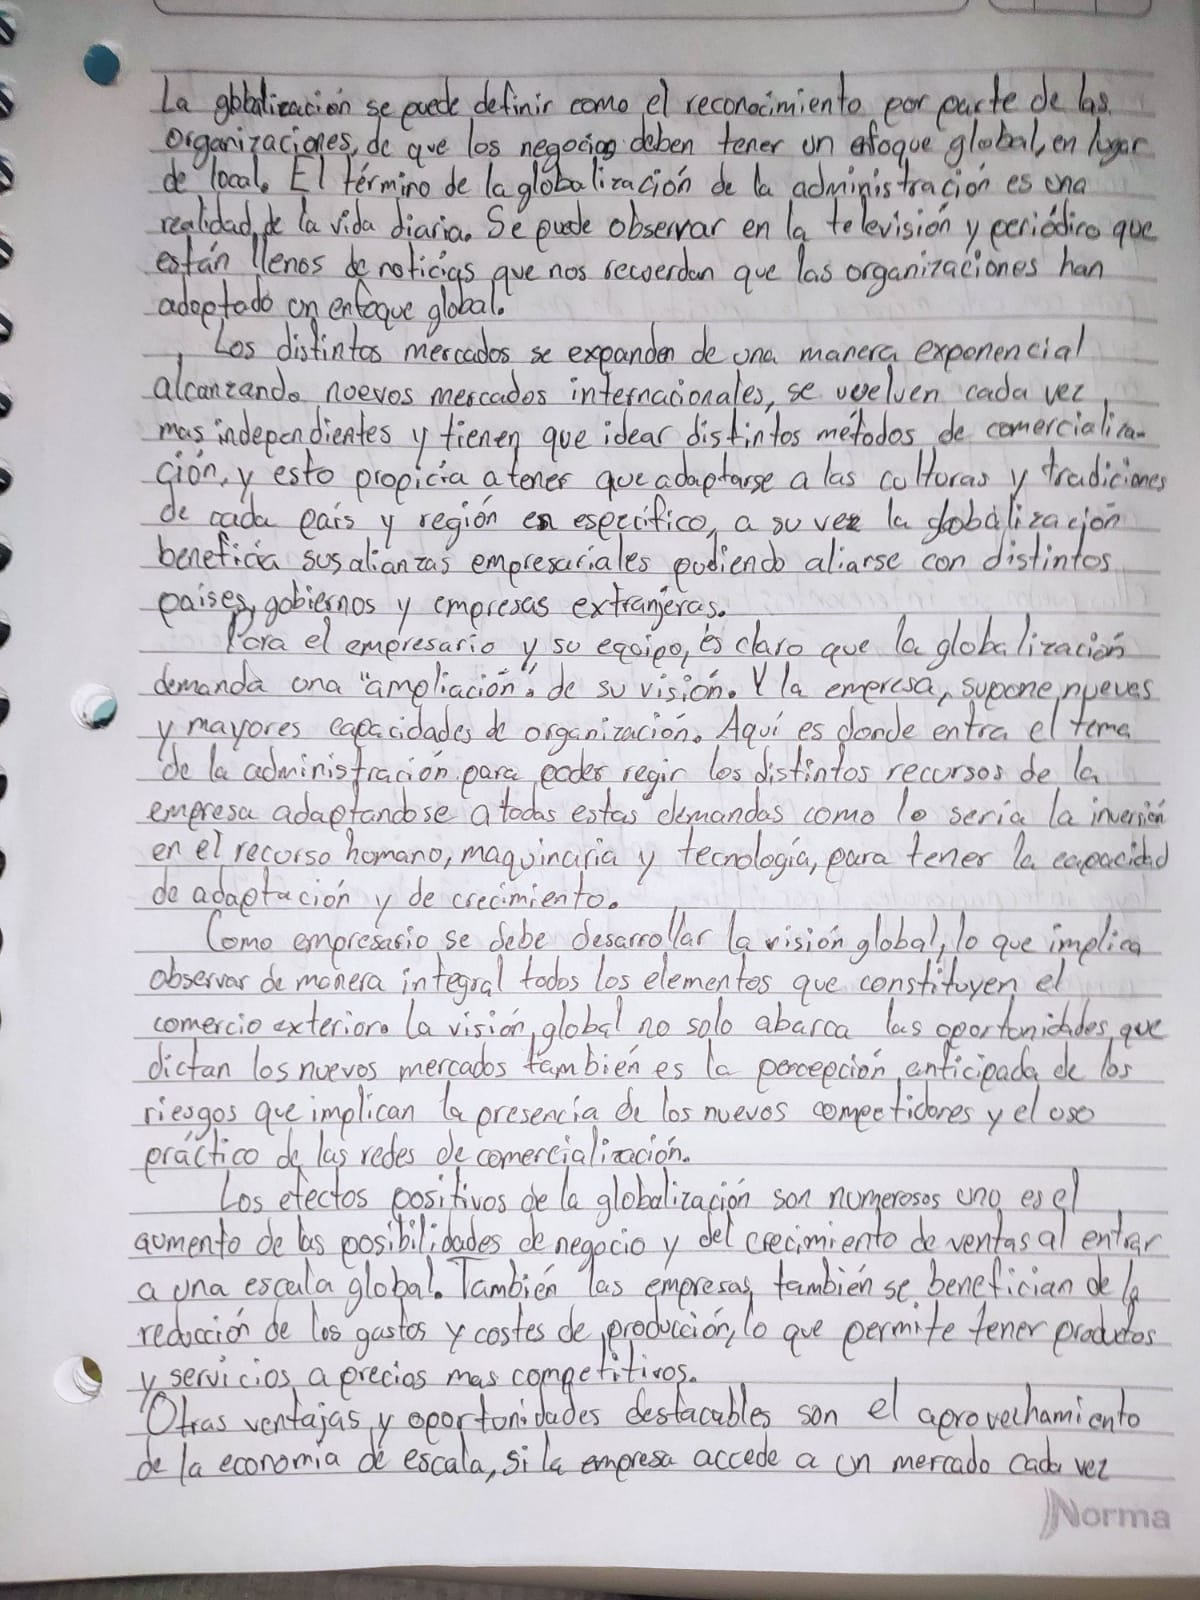 La globalización se puede definir como el reconocimiento por parte de las
organizaciones, de que los negocios deben tener un enfoque global, en lugar
de local. El término de la globalización de la administración es una
realidad de la vida diaria. Se puede observar en la televisión y periódico que
están llenos de noticias que nos recuerdan que las organizaciones han
adoptado un enfoque global.
Los distintos mercados se expanden de una manera exponencial
alcanzando nuevos mercados internacionales, se vuelven cada vez
mas independientes y tienen que idear distintos métodos de comercializa-
ción, y esto propicia a tener que adaptarse a las culturas y tradiciones
de cada país y región en específico, a su vez la globalización
beneficia sus alianzas empresariales pudiendo aliarse con distintos
países, gobiernos y empresas extranjeras.
Para el empresario y su equipo, es claro que la globalización
demanda una "ampliación" de su visión. Y la empresa, supone nuevas
y mayores capacidades de organización. Aquí es donde entra el tema
de la administración para poder regir los distintos recursos de la
empresa adaptandose a todas estas demandas como lo sería la inversión
en el recurso humano, maquinaria y tecnología, para tener la capacidad
de adaptación y de crecimiento.
Como empresario se debe desarrollar la visión global, lo que implica
observar de manera integral todos los elementos que constituyen el
comercio exterior. La visión global no solo abarca las oportunidades que
dictan los nuevos mercados también es la percepción anticipada de los
riesgos que implican la presencia de los nuevos competidores y el uso
práctico de las redes de comercialización.
Los efectos positivos de la globalización son numerosos uno es el
aumento de las posibilidades de negocio y del crecimiento de ventas al entrar
a una escala global. También las empresas también se benefician de la
reducción de los gastos y costes de producción, lo que permite tener productos
y servicios a precios mas competitivos.
Otras ventajas y oportunidades destacables son el aprovechamiento
de la economía de escala, si la empresa accede a un mercado cada vez
Norma